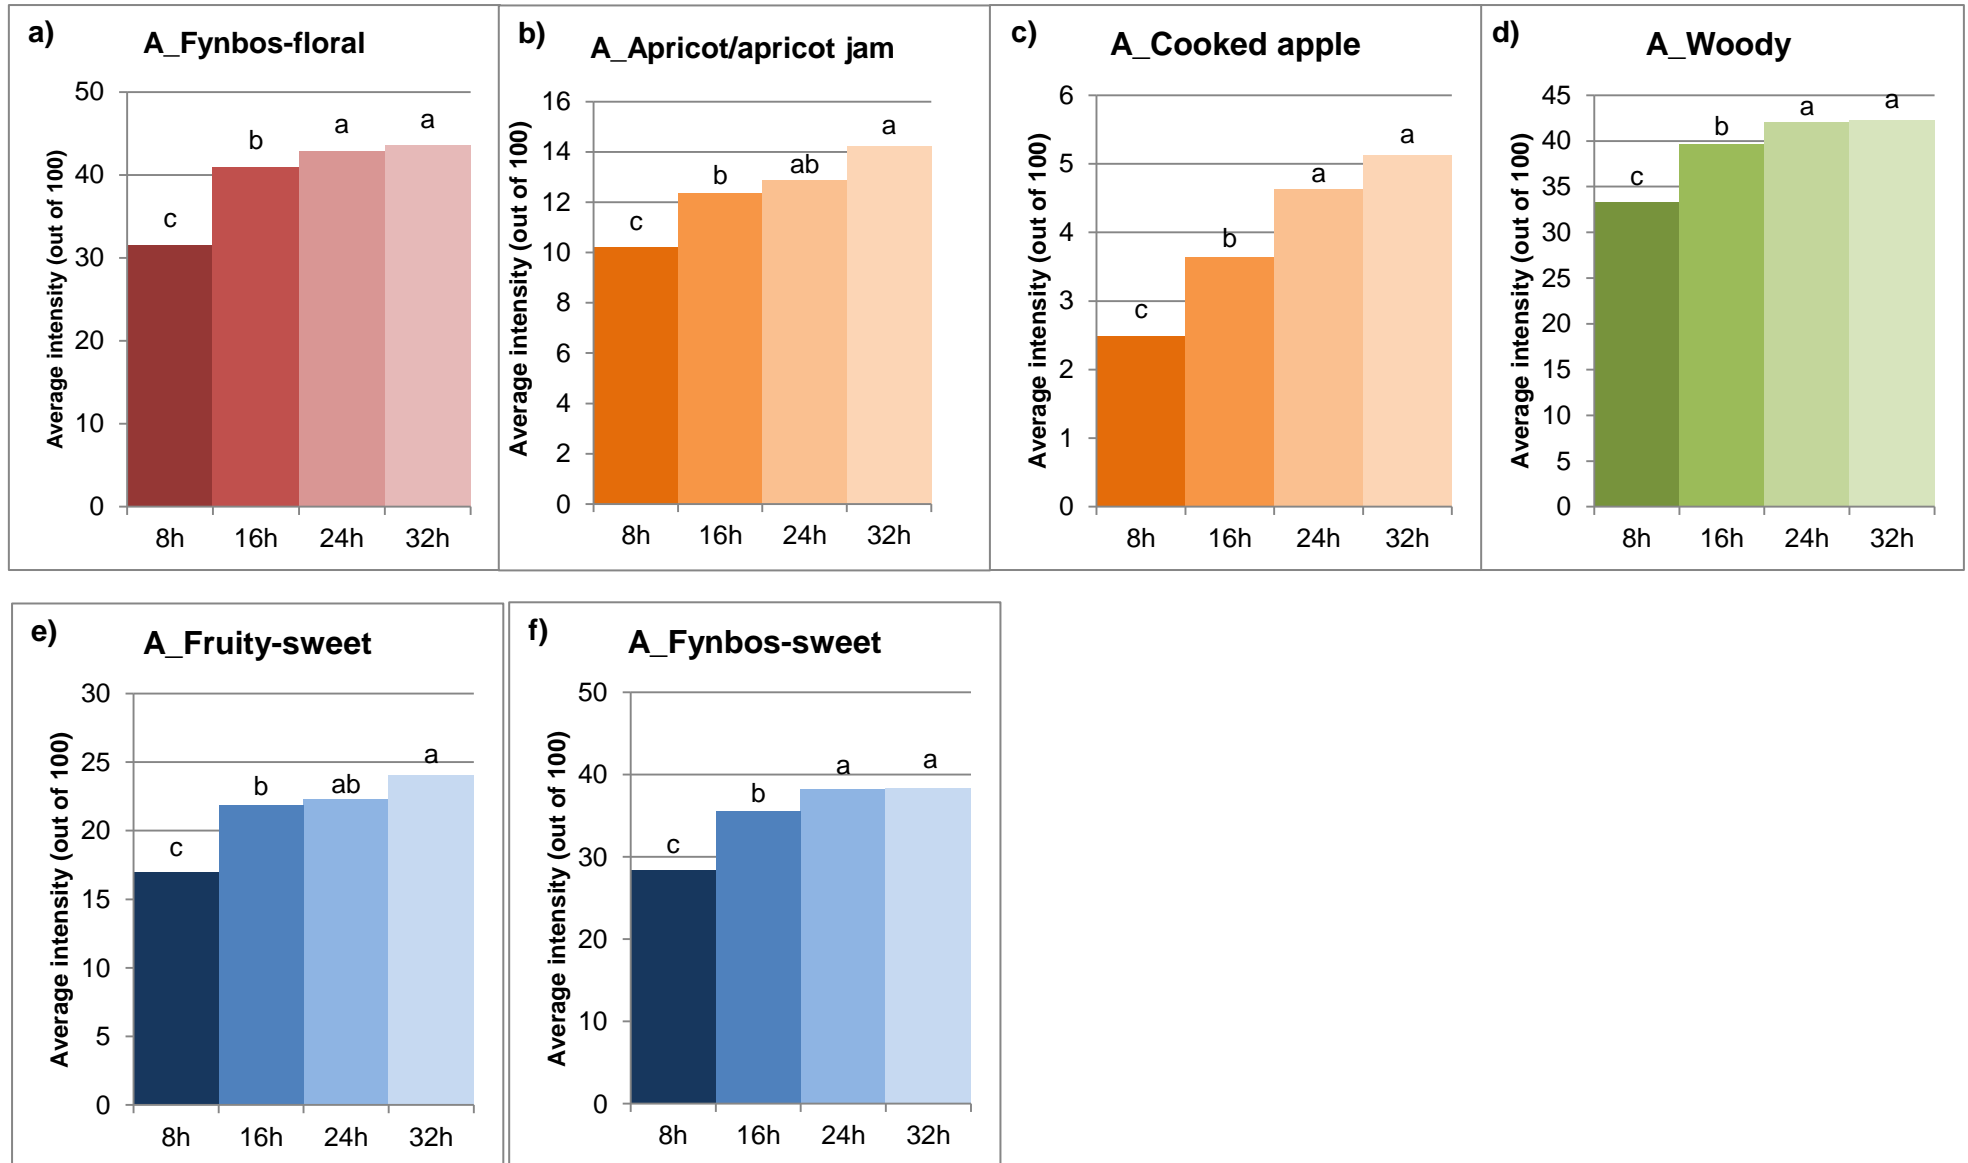 a)
A_Fynbos-floral
Average intensity (out of 100)
50
40
30
20
10
0
c
b
a
a
8h 16h 24h 32h
b)
A_Apricot/apricot jam
Average intensity (out of 100)
16
14
12
10
8
6
4
2
0
c
b
ab
a
8h 16h 24h 32h
c)
A_Cooked apple
Average intensity (out of 100)
6
5
4
3
2
1
0
c
b
a
a
8h 16h 24h 32h
d)
A_Woody
Average intensity (out of 100)
45
40
35
30
25
20
15
10
5
0
c
b
a
a
8h 16h 24h 32h
e)
A_Fruity-sweet
Average intensity (out of 100)
30
25
20
15
10
5
0
c
b
ab
a
8h 16h 24h 32h
f)
A_Fynbos-sweet
Average intensity (out of 100)
50
40
30
20
10
0
c
b
a
a
8h 16h 24h 32h